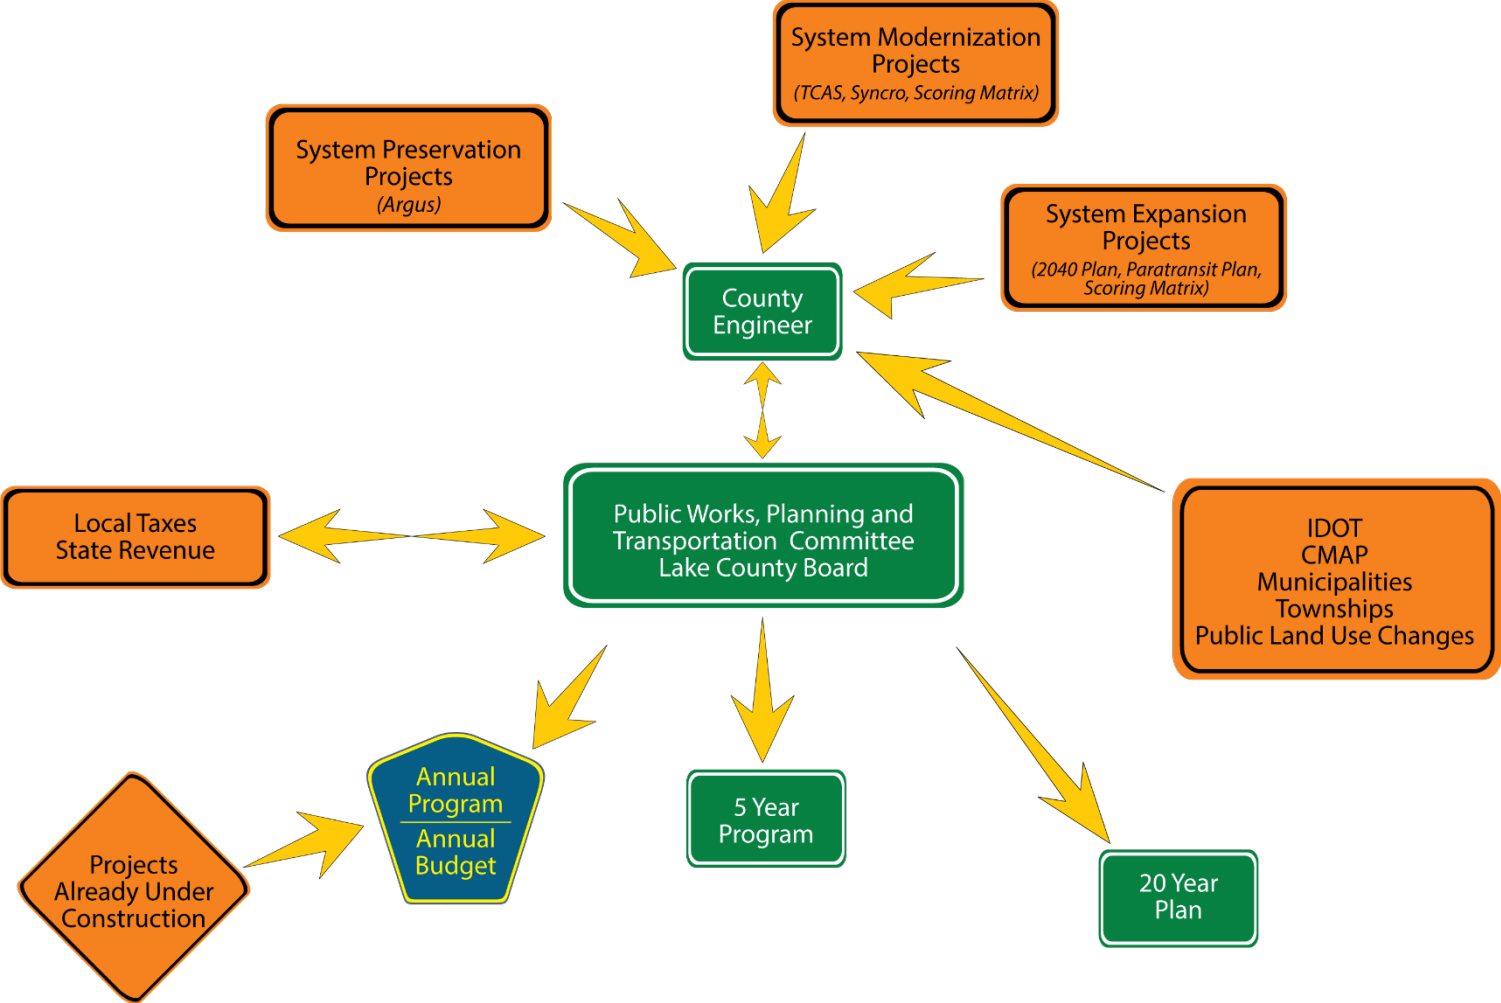 System Modernization
Projects
(TCAS, Syncro, Scoring Matrix)
System Preservation
Projects
(Argus)
System Expansion
Projects
(2040 Plan, Paratransit Plan,
Scoring Matrix)
County
Engineer
Local Taxes
State Revenue
Public Works, Planning and
Transportation Committee
Lake County Board
IDOT
CMAP
Municipalities
Townships
Public Land Use Changes
Projects
Already Under
Construction
Annual
Program
Annual
Budget
5 Year
Program
20 Year
Plan